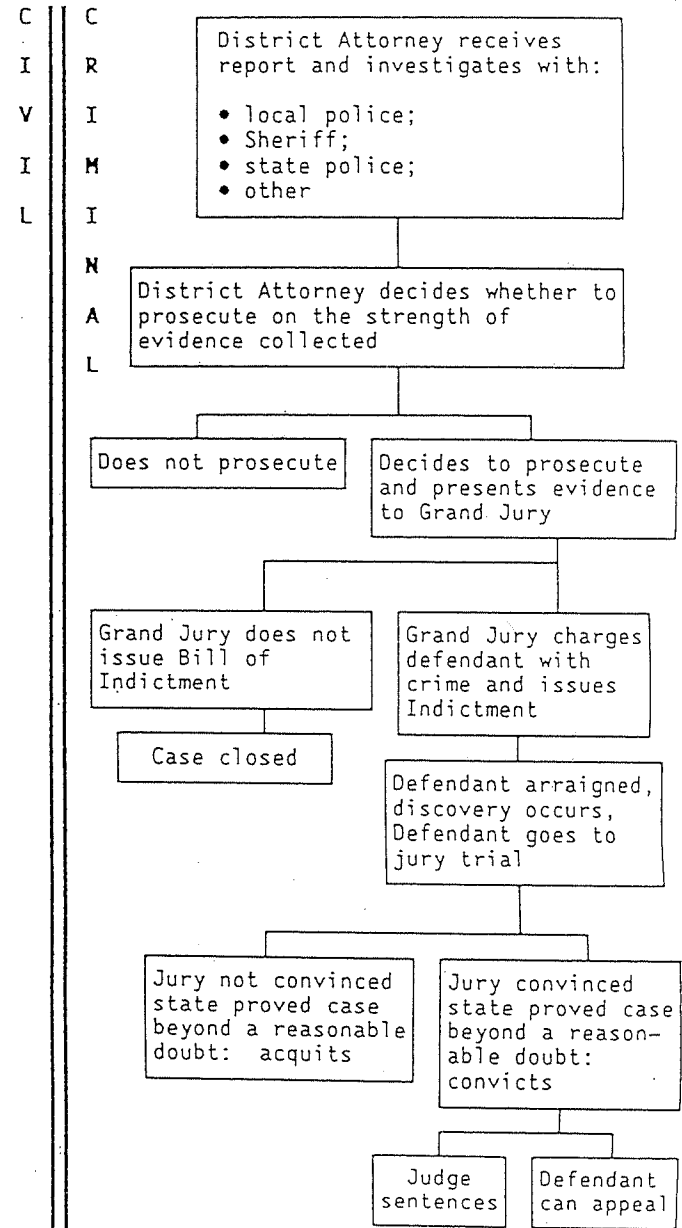 CIVIL
CRIMINAL
District Attorney receives
report and investigates with:
• local police;
• Sheriff;
• state police;
• other
District Attorney decides whether to
prosecute on the strength of
evidence collected
Does not prosecute
Decides to prosecute
and presents evidence
to Grand Jury
Grand Jury does not
issue Bill of
Indictment
Grand Jury charges
defendant with
crime and issues
Indictment
Case closed
Defendant arraigned,
discovery occurs,
Defendant goes to
jury trial
Jury not convinced
state proved case
beyond a reasonable
doubt: acquits
Jury convinced
state proved case
beyond a reason-
able doubt:
convicts
Judge
sentences
Defendant
can appeal